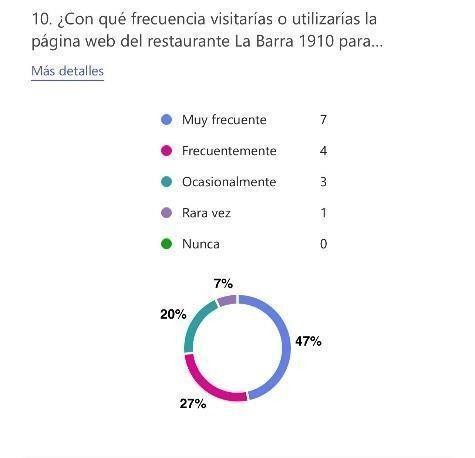 10. ¿Con qué frecuencia visitarías o utilizarías la
página web del restaurante La Barra 1910 para...
Más detalles
Muy frecuente 7
Frecuentemente 4
Ocasionalmente 3
Rara vez 1
Nunca 0
7%
20%
47%
27%